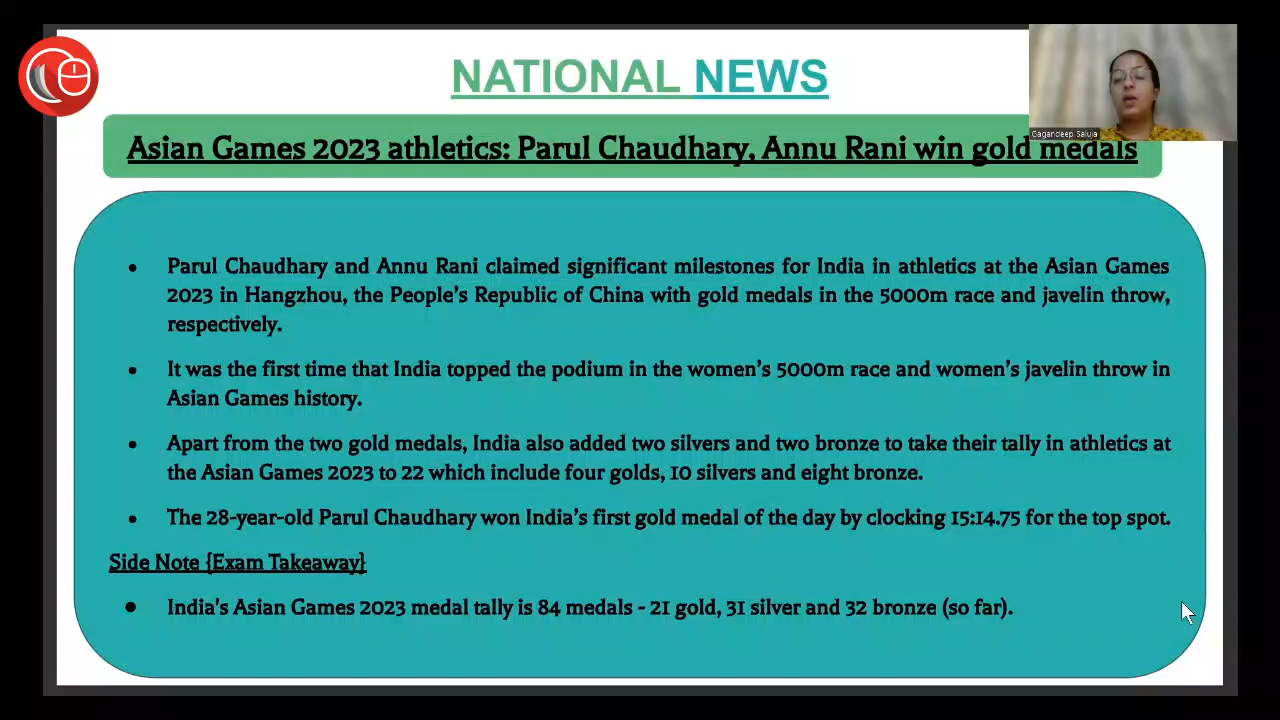 NATIONAL NEWS
Gagandeep Saluja
Asian Games 2023 athletics: Parul Chaudhary, Annu Rani win gold medals
• Parul Chaudhary and Annu Rani claimed significant milestones for India in athletics at the Asian Games
2023 in Hangzhou, the People’s Republic of China with gold medals in the 5000m race and javelin throw,
respectively.
• It was the first time that India topped the podium in the women’s 5000m race and women’s javelin throw in
Asian Games history.
• Apart from the two gold medals, India also added two silvers and two bronze to take their tally in athletics at
the Asian Games 2023 to 22 which include four golds, 10 silvers and eight bronze.
• The 28-year-old Parul Chaudhary won India’s first gold medal of the day by clocking 15:14.75 for the top spot.
Side Note {Exam Takeaway}
• India's Asian Games 2023 medal tally is 84 medals - 21 gold, 31 silver and 32 bronze (so far).